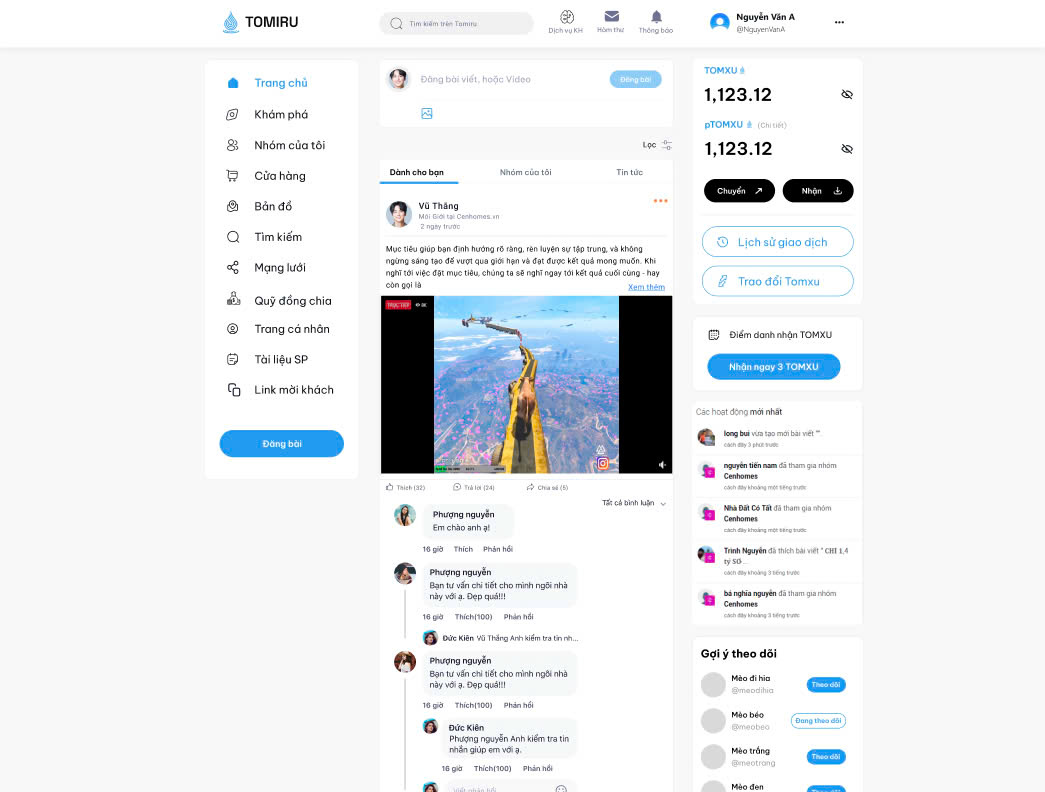 TOMIRU
Tìm kiếm trên Tomiru
Dịch vụ KH
Hòm thư
Thông báo
Nguyễn Văn A
@NguyenVanA
Trang chủ
Khám phá
Nhóm của tôi
Cửa hàng
Bản đồ
Tìm kiếm
Mạng lưới
Quỹ đồng chia
Trang cá nhân
Tài liệu SP
Link mời khách
Đăng bài
Đăng bài viết, hoặc Video
Đăng bài
Lọc
Dành cho bạn
Nhóm của tôi
Tin tức
Vũ Thăng
Môi Giới tại Cenhomes.vn
2 ngày trước
Mục tiêu giúp bạn định hướng rõ ràng, rèn luyện sự tập trung, và không
ngừng sáng tạo để vượt qua giới hạn và đạt được kết quả mong muốn. Khi
nghĩ tới việc đặt mục tiêu, chúng ta sẽ nghĩ ngay tới kết quả cuối cùng - hay
còn gọi là
Xem thêm
TRỰC TIẾP
8K
Thích (32)
Trả lời (24)
Chia sẻ (5)
Tất cả bình luận
Phượng nguyễn
Em chào anh ạ!
16 giờ Thích Phản hồi
Phượng nguyễn
Bạn tư vấn chi tiết cho mình ngôi nhà
này với ạ. Đẹp quá!!!
16 giờ Thích(100) Phản hồi
Đức Kiên Vũ Thăng Anh kiểm tra tin nh...
Phượng nguyễn
Bạn tư vấn chi tiết cho mình ngôi nhà
này với ạ. Đẹp quá!!!
16 giờ Thích(100) Phản hồi
Đức Kiên
Phượng nguyễn Anh kiểm tra tin
nhắn giúp em với ạ.
16 giờ Thích(100) Phản hồi
Viết phản hồi
TOMXU
1,123.12
pTOMXU (Chi tiết)
1,123.12
Chuyển
Nhận
Lịch sử giao dịch
Trao đổi Tomxu
Điểm danh nhận TOMXU
Nhận ngay 3 TOMXU
Các hoạt động mới nhất
long bui vừa tạo mới bài viết "".
cách đây 3 phút trước
nguyễn tiến nam đã tham gia nhóm
Cenhomes
cách đây khoảng một tiếng trước
Nhà Đất Có Tất đã tham gia nhóm
Cenhomes
cách đây khoảng một tiếng trước
Trinh Nguyễn đã thích bài viết " CHỈ 1,4
tỷ SỞ...
cách đây khoảng 3 tiếng trước
bá nghĩa nguyễn đã tham gia nhóm
Cenhomes
cách đây khoảng 3 tiếng trước
Gợi ý theo dõi
Mèo đi hia
@meodihia
Theo dõi
Mèo béo
@meobeo
Đang theo dõi
Mèo trắng
@meotrang
Theo dõi
Mèo đen
Theo dõi